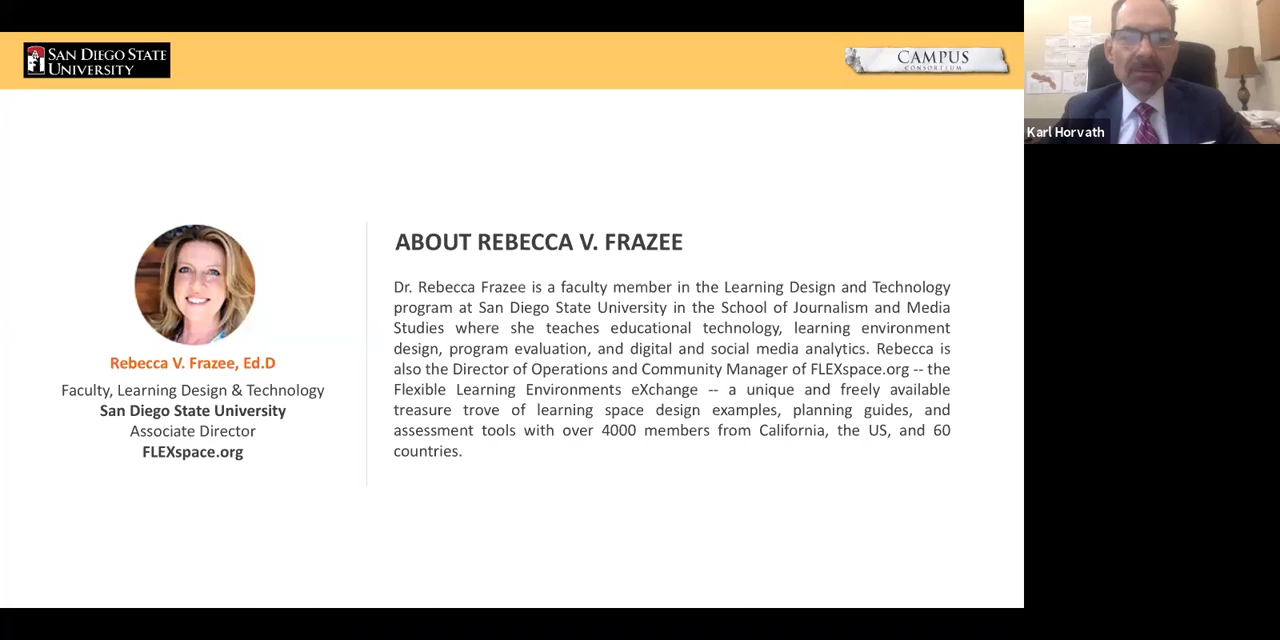 SAN DIEGO STATE
UNIVERSITY
CAMPUS
CONSORTIUM
Karl Horvath
Rebecca V. Frazee, Ed.D
Faculty, Learning Design & Technology
San Diego State University
Associate Director
FLEXspace.org
ABOUT REBECCA V. FRAZEE
Dr. Rebecca Frazee is a faculty member in the Learning Design and Technology
program at San Diego State University in the School of Journalism and Media
Studies where she teaches educational technology, learning environment
design, program evaluation, and digital and social media analytics. Rebecca is
also the Director of Operations and Community Manager of FLEXspace.org -- the
Flexible Learning Environments eXchange -- a unique and freely available
treasure trove of learning space design examples, planning guides, and
assessment tools with over 4000 members from California, the US, and 60
countries.